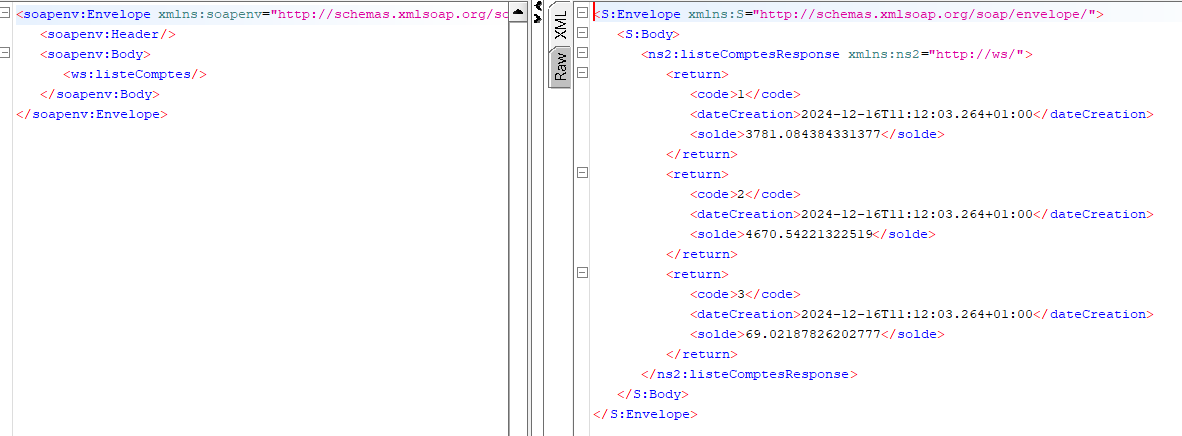 <soapenv:Envelope xmlns:soapenv="http://schemas.xmlsoap.org/so
<soapenv:Header/>
<soapenv:Body>
<ws:listeComptes/>
</soapenv:Body>
</soapenv:Envelope>
XML
Raw
<S:Envelope xmlns:S="http://schemas.xmlsoap.org/soap/envelope/">
<S:Body>
<ns2:listeComptesResponse xmlns:ns2="http://ws/">
<return>
<code>1</code>
<dateCreation>2024-12-16T11:12:03.264+01:00</dateCreation>
<solde>3781.084384331377</solde>
</return>
<return>
<code>2</code>
<dateCreation>2024-12-16T11:12:03.264+01:00</dateCreation>
<solde>4670.54221322519</solde>
</return>
<return>
<code>3</code>
<dateCreation>2024-12-16T11:12:03.264+01:00</dateCreation>
<solde>69.02187826202777</solde>
</return>
</ns2:listeComptesResponse>
</S:Body>
</S:Envelope>